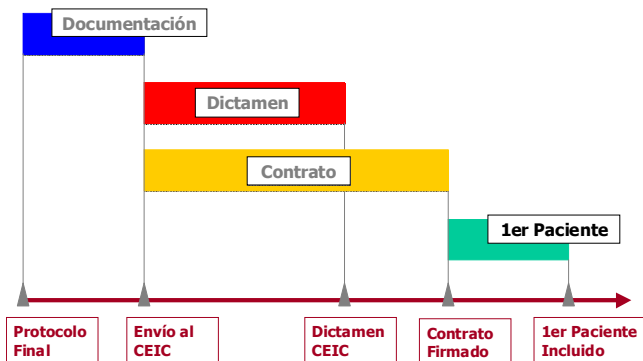 Documentación
Dictamen
Contrato
1er Paciente
Protocolo
Final
Envío al
CEIC
Dictamen
CEIC
Contrato
Firmado
1er Paciente
Incluido